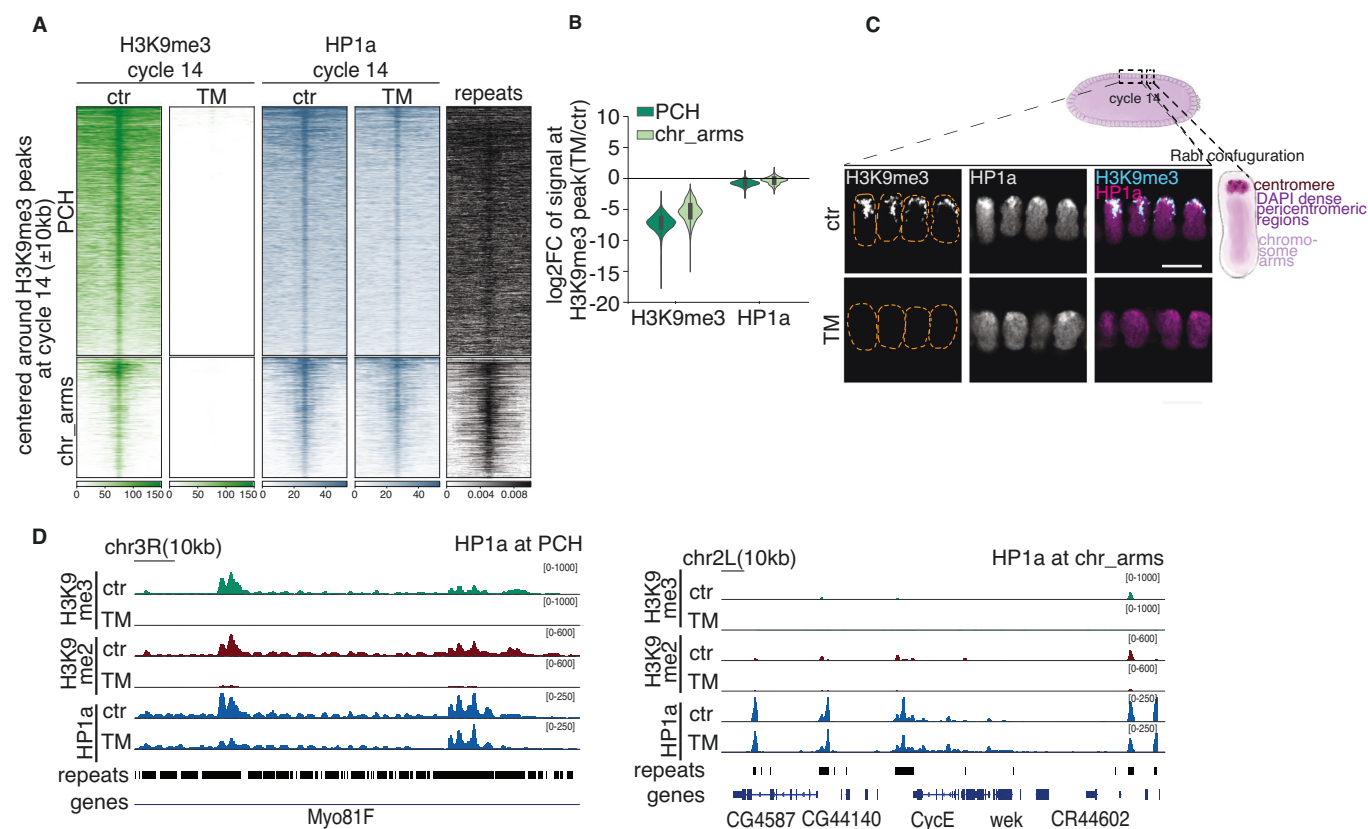 A
H3K9me3
cycle 14
HP1a
cycle 14
ctr
TM
ctr
TM
repeats
centered around H3K9me3 peaks
at cycle 14 (±10kb)
PCH
chr_arms
0 50 100 150
0 50 100 150
0 20 40
0 20 40
0 0.004 0.008
B
PCH
chr_arms
log2FC of signal at
H3K9me3 peak(TM/ctr)
10
5
0
-5
-10
-15
-20
H3K9me3 HP1a
C
cycle 14
Rabl confuguration
H3K9me3
HP1a
H3K9me3
HP1a
ctr
TM
centromere
DAPI dense
pericentromeric
regions
chromo-
some
arms
D
chr3R(10kb)
HP1a at PCH
H3K9
me3
ctr
[0-1000]
TM
[0-1000]
H3K9
me2
ctr
[0-600]
TM
[0-600]
HP1a
ctr
[0-250]
TM
[0-250]
repeats
genes
Myo81F
chr2L(10kb)
HP1a at chr_arms
H3K9
me3
ctr
[0-1000]
TM
[0-1000]
H3K9
me2
ctr
[0-600]
TM
[0-600]
HP1a
ctr
[0-250]
TM
[0-250]
repeats
genes
CG4587 CG44140 CycE wek CR44602